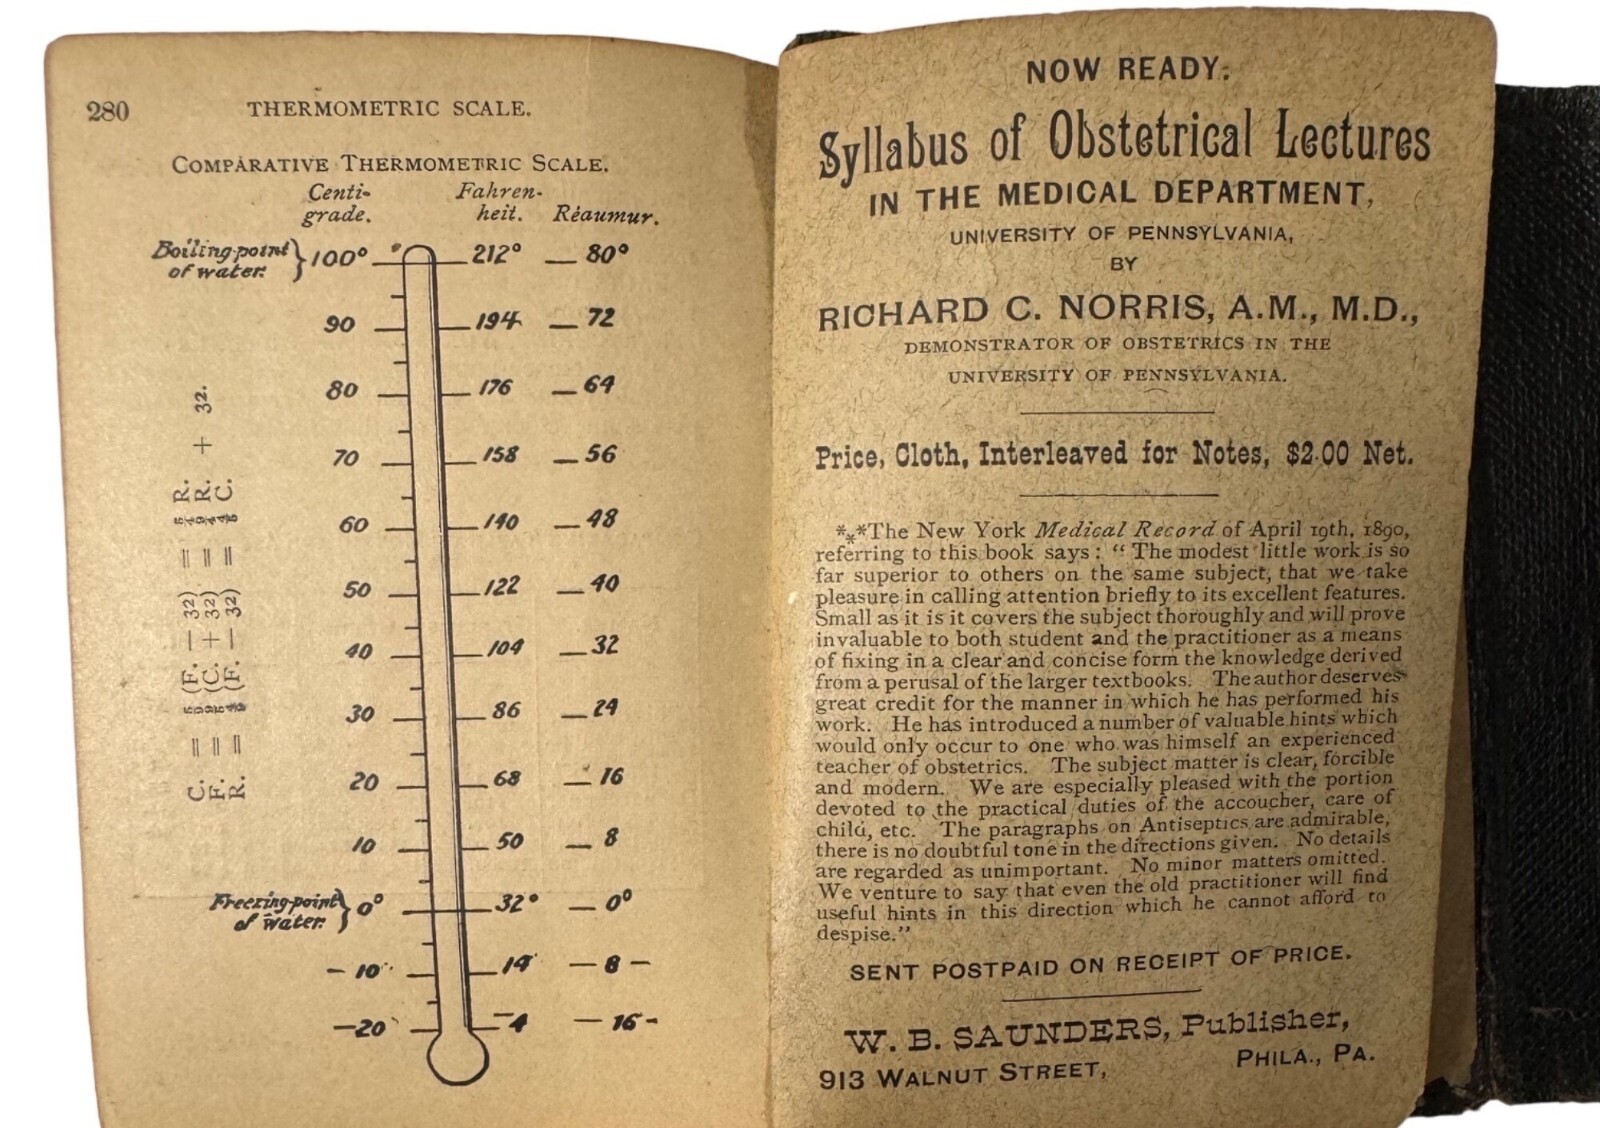 280 THERMOMETRIC SCALE.
COMPARATIVE THERMOMETRIC SCALE.
Centi- Fahren-
grade. heit. Réaumur.
Boiling-point
of water. } 100° 212° 80°
90 194 72
80 176 64
70 158 56
60 140 48
50 122 40
40 104 32
30 86 24
20 68 16
10 50 8
Freezing-point
of water. } 0° 32° 0°
-10 14 -8-
-20 -4 -16-
C. = 5/9 (F. − 32) = 5/4 R.
F. = 9/5 (C. + 32) = 9/4 R. + 32.
R. = 4/9 (F. − 32) = 4/5 C.
NOW READY.
Syllabus of Obstetrical Lectures
IN THE MEDICAL DEPARTMENT,
UNIVERSITY OF PENNSYLVANIA,
BY
RICHARD C. NORRIS, A.M., M.D.,
DEMONSTRATOR OF OBSTETRICS IN THE
UNIVERSITY OF PENNSYLVANIA.
Price, Cloth, Interleaved for Notes, $2.00 Net.
***The New York Medical Record of April 19th, 1890,
referring to this book says: "The modest little work is so
far superior to others on the same subject, that we take
pleasure in calling attention briefly to its excellent features.
Small as it is it covers the subject thoroughly and will prove
invaluable to both student and the practitioner as a means
of fixing in a clear and concise form the knowledge derived
from a perusal of the larger textbooks. The author deserves
great credit for the manner in which he has performed his
work. He has introduced a number of valuable hints which
would only occur to one who was himself an experienced
teacher of obstetrics. The subject matter is clear, forcible
and modern. We are especially pleased with the portion
devoted to the practical duties of the accoucher, care of
child, etc. The paragraphs on Antiseptics are admirable,
there is no doubtful tone in the directions given. No details
are regarded as unimportant. No minor matters omitted.
We venture to say that even the old practitioner will find
useful hints in this direction which he cannot afford to
despise."
SENT POSTPAID ON RECEIPT OF PRICE.
W. B. SAUNDERS, Publisher,
913 WALNUT STREET, PHILA., PA.